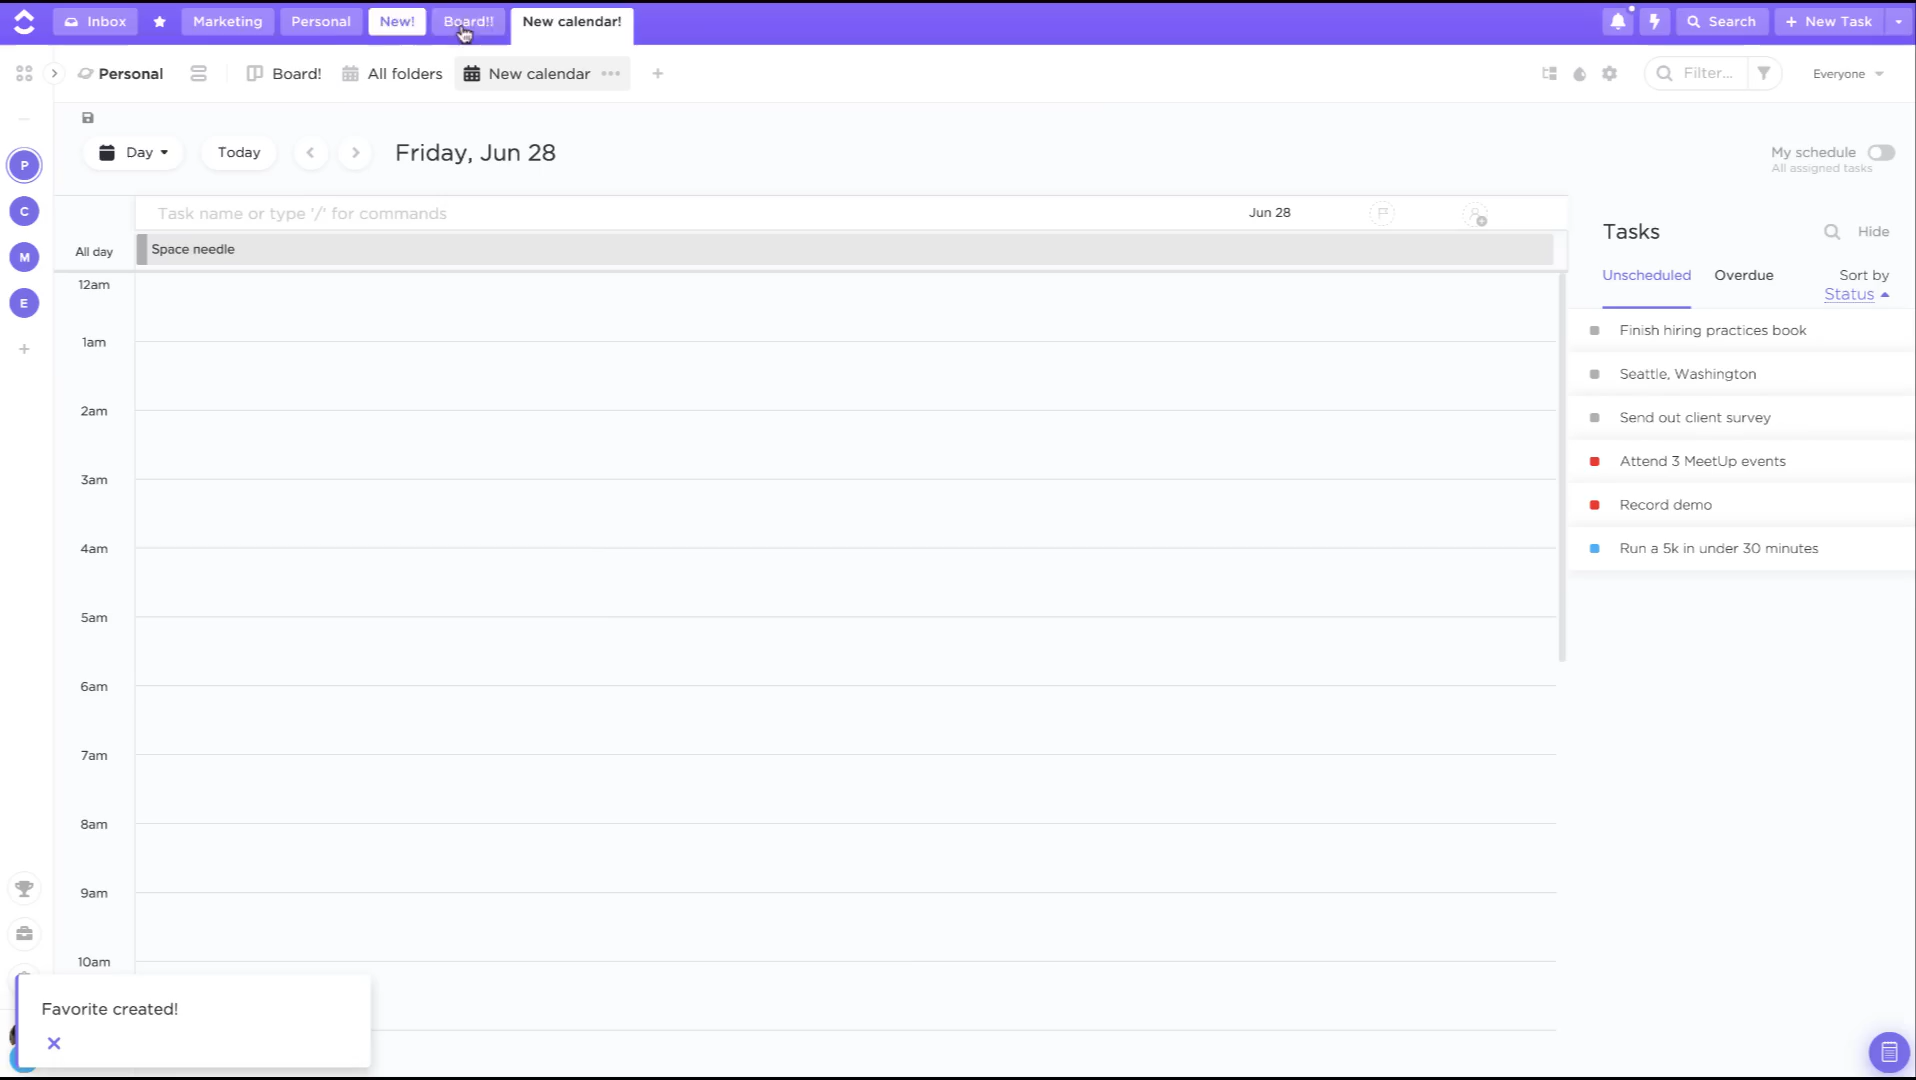 Inbox
Marketing
Personal
New!
Board!!
New calendar!
Search
+ New Task
Personal
Board!
All folders
New calendar
Filter...
Everyone
Day
Today
Friday, Jun 28
My schedule
All assigned tasks
P
C
M
E
Task name or type '/' for commands
Jun 28
All day
Space needle
12am
1am
2am
3am
4am
5am
6am
7am
8am
9am
10am
Tasks
Hide
Unscheduled
Overdue
Sort by
Status
Finish hiring practices book
Seattle, Washington
Send out client survey
Attend 3 MeetUp events
Record demo
Run a 5k in under 30 minutes
Favorite created!